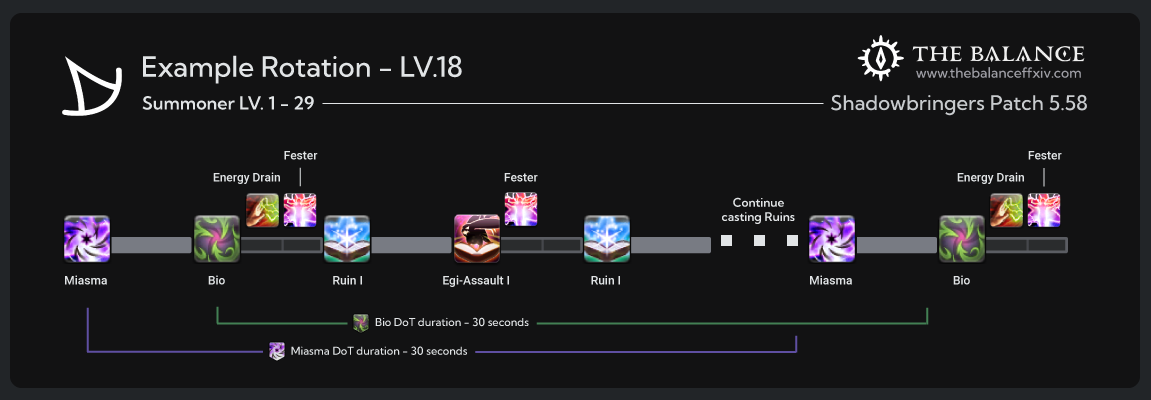 Example Rotation - LV.18
THE BALANCE
www.thebalanceffxiv.com
Summoner LV. 1 - 29
Shadowbringers Patch 5.58
Fester
Energy Drain
Fester
Continue
casting Ruins
Fester
Energy Drain
Miasma
Bio
Ruin I
Egi-Assault I
Ruin I
Miasma
Bio
Bio DoT duration - 30 seconds
Miasma DoT duration - 30 seconds